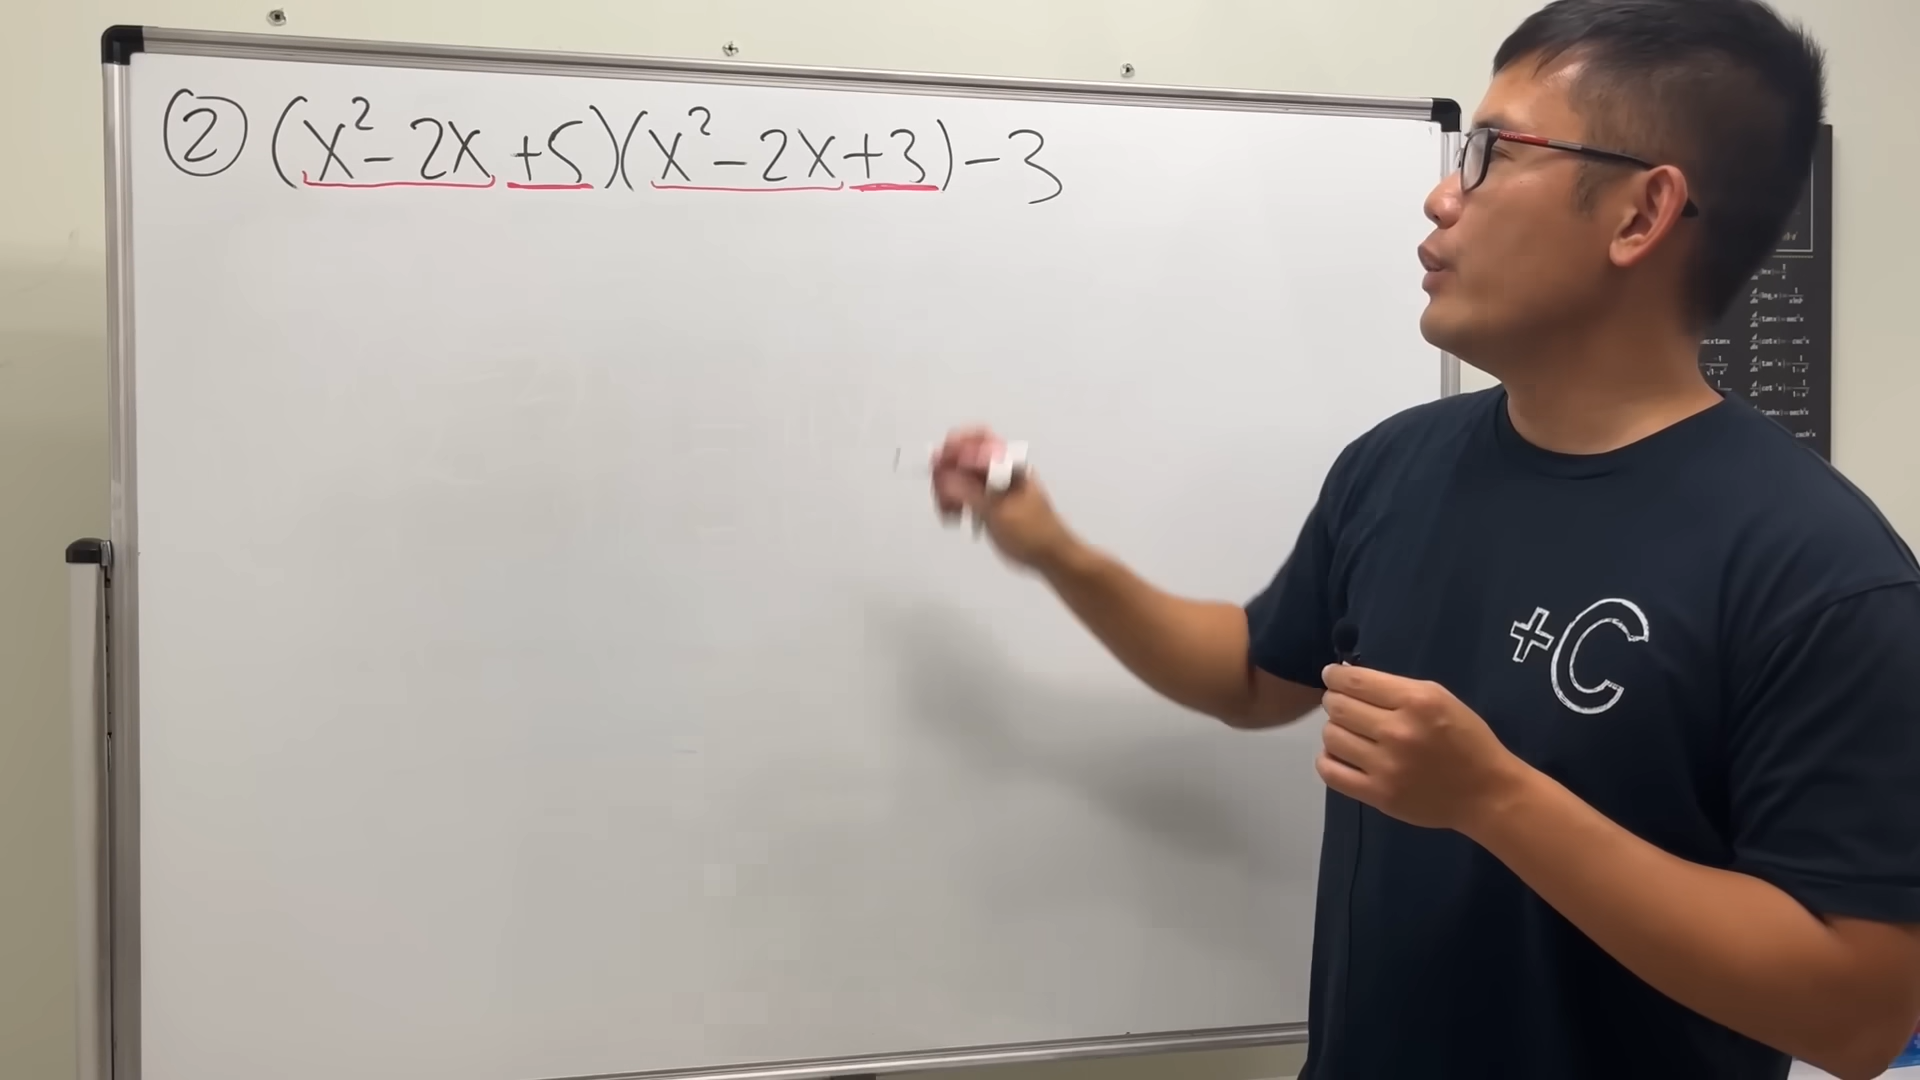 ② (x² - 2x + 5)(x² - 2x + 3) - 3
+C